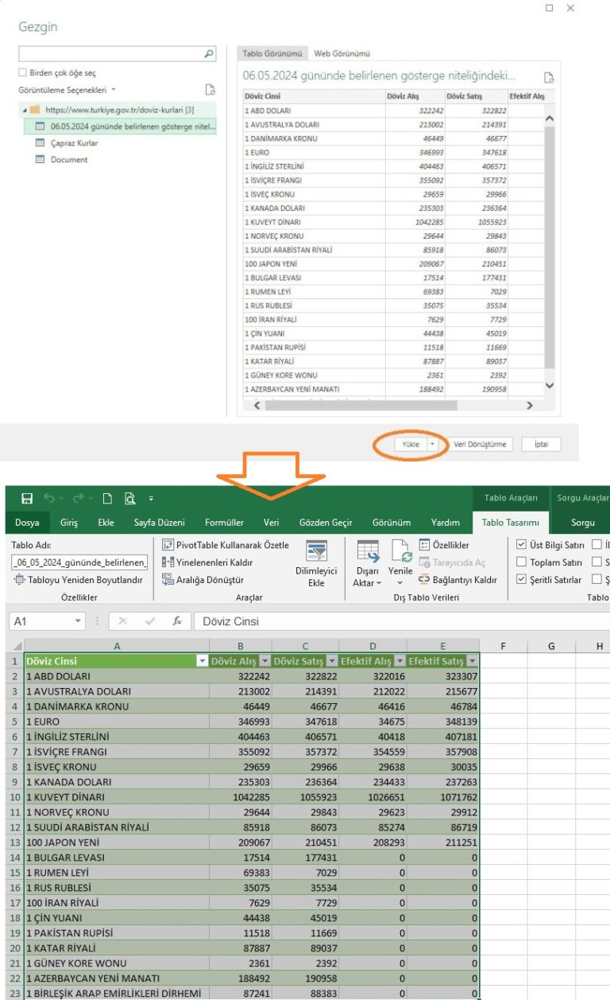 Gezgin
Birden çok öğe seç
Görüntüleme Seçenekleri
https://www.turkiye.gov.tr/doviz-kurlari [3]
06.05.2024 gününde belirlenen gösterge nitel...
Çapraz Kurlar
Document
Tablo Görünümü Web Görünümü
06.05.2024 gününde belirlenen gösterge niteliğindeki...
Döviz Cinsi Döviz Alış Döviz Satış Efektif Alış
1 ABD DOLARI 322242 322822
1 AVUSTRALYA DOLARI 213002 214391
1 DANİMARKA KRONU 46449 46677
1 EURO 346993 347618
1 İNGİLİZ STERLİNİ 404463 406571
1 İSVİÇRE FRANGI 355092 357372
1 İSVEÇ KRONU 29659 29966
1 KANADA DOLARI 235303 236364
1 KUVEYT DİNARI 1042285 1055923
1 NORVEÇ KRONU 29644 29843
1 SUUDİ ARABİSTAN RİYALİ 85918 86073
100 JAPON YENİ 209067 210451
1 BULGAR LEVASI 17514 177431
1 RUMEN LEYİ 69383 7029
1 RUS RUBLESİ 35075 35534
100 İRAN RİYALİ 7629 7729
1 ÇİN YUANI 44438 45019
1 PAKİSTAN RUPİSİ 11518 11669
1 KATAR RİYALİ 87887 89037
1 GÜNEY KORE WONU 2361 2392
1 AZERBAYCAN YENİ MANATI 188492 190958
Yükle Veri Dönüştürme İptal
Tablo Araçları Sorgu Araçlar
Dosya Giriş Ekle Sayfa Düzeni Formüller Veri Gözden Geçir Görünüm Yardım Tablo Tasarımı Sorgu
Tablo Adı:
_06_05_2024_gününde_belirlenen_
Tabloyu Yeniden Boyutlandır
Özellikler
PivotTable Kullanarak Özetle
Yinelenenleri Kaldır
Aralığa Dönüştür
Dilimleyici
Ekle
Araçlar
Dışarı
Aktar
Yenile
Özellikler
Tarayıcıda Aç
Bağlantıyı Kaldır
Dış Tablo Verileri
Üst Bilgi Satırı İl
Toplam Satırı S
Şeritli Satırlar Ş
Tablo
A1 fx Döviz Cinsi
A B C D E F G H
1 Döviz Cinsi Döviz Alış Döviz Satış Efektif Alış Efektif Satış
2 1 ABD DOLARI 322242 322822 322016 323307
3 1 AVUSTRALYA DOLARI 213002 214391 212022 215677
4 1 DANİMARKA KRONU 46449 46677 46416 46784
5 1 EURO 346993 347618 34675 348139
6 1 İNGİLİZ STERLİNİ 404463 406571 40418 407181
7 1 İSVİÇRE FRANGI 355092 357372 354559 357908
8 1 İSVEÇ KRONU 29659 29966 29638 30035
9 1 KANADA DOLARI 235303 236364 234433 237263
10 1 KUVEYT DİNARI 1042285 1055923 1026651 1071762
11 1 NORVEÇ KRONU 29644 29843 29623 29912
12 1 SUUDİ ARABİSTAN RİYALİ 85918 86073 85274 86719
13 100 JAPON YENİ 209067 210451 208293 211251
14 1 BULGAR LEVASI 17514 177431 0 0
15 1 RUMEN LEYİ 69383 7029 0 0
16 1 RUS RUBLESİ 35075 35534 0 0
17 100 İRAN RİYALİ 7629 7729 0 0
18 1 ÇİN YUANI 44438 45019 0 0
19 1 PAKİSTAN RUPİSİ 11518 11669 0 0
20 1 KATAR RİYALİ 87887 89037 0 0
21 1 GÜNEY KORE WONU 2361 2392 0 0
22 1 AZERBAYCAN YENİ MANATI 188492 190958 0 0
23 1 BİRLEŞİK ARAP EMİRLİKLERİ DİRHEMİ 87241 88383 0 0